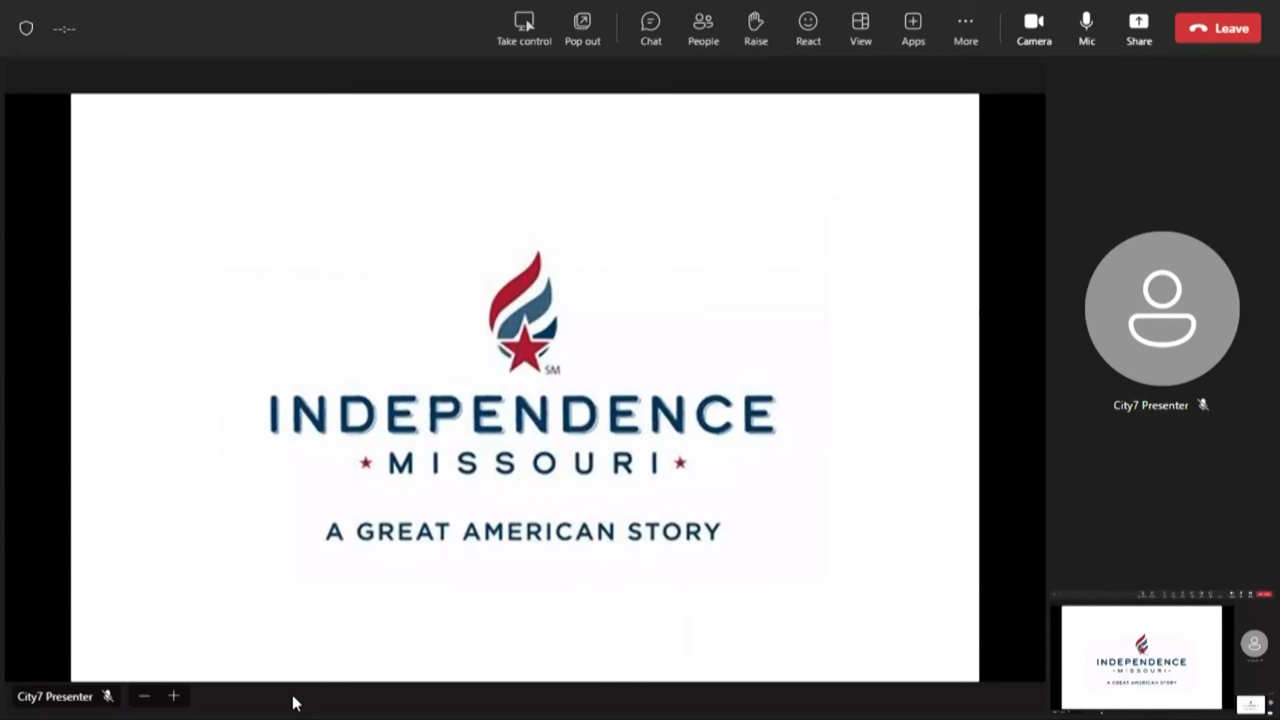 --:--
Take control Pop out Chat People Raise React View Apps More Camera Mic Share Leave
SM
INDEPENDENCE
MISSOURI
A GREAT AMERICAN STORY
City7 Presenter
City7 Presenter
INDEPENDENCE
MISSOURI
A GREAT AMERICAN STORY